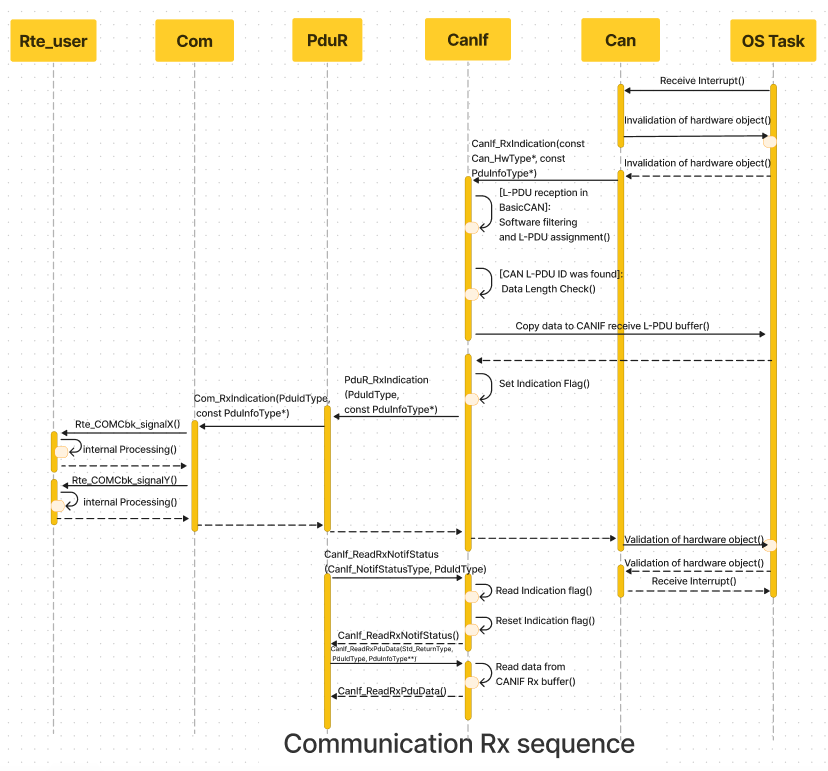 Rte_user
Com
PduR
CanIf
Can
OS Task
Receive Interrupt()
Invalidation of hardware object()
CanIf_RxIndication(const
Can_HwType*, const
PduInfoType*)
Invalidation of hardware object()
[L-PDU reception in
BasicCAN]:
Software filtering
and L-PDU assignment()
[CAN L-PDU ID was found]:
Data Length Check()
Copy data to CANIF receive L-PDU buffer()
Set Indication Flag()
PduR_RxIndication
(PduIdType,
const PduInfoType*)
Com_RxIndication(PduIdType,
const PduInfoType*)
Rte_COMCbk_signalX()
internal Processing()
Rte_COMCbk_signalY()
internal Processing()
Validation of hardware object()
CanIf_ReadRxNotifStatus
(CanIf_NotifStatusType, PduIdType)
Validation of hardware object()
Receive Interrupt()
Read Indication flag()
Reset Indication flag()
CanIf_ReadRxNotifStatus()
CanIf_ReadRxPduData(Std_ReturnType,
PduIdType, PduInfoType**)
Read data from
CANIF Rx buffer()
CanIf_ReadRxPduData()
Communication Rx sequence